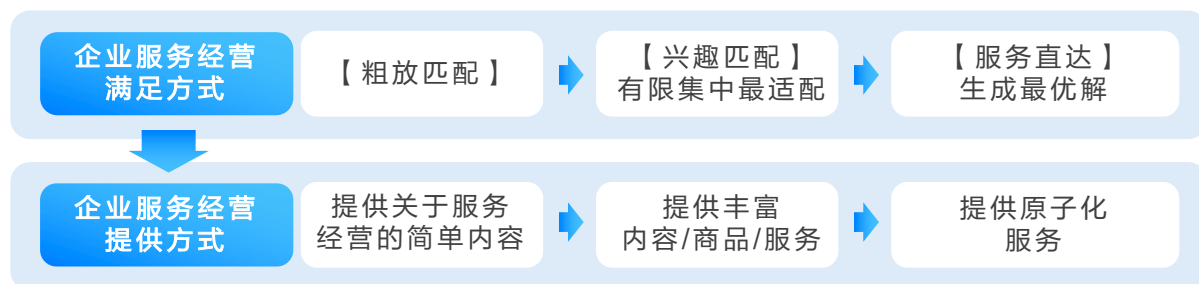 企业服务经营
满足方式
【 粗放匹配 】
【 兴趣匹配 】
有限集中最适配
【 服务直达 】
生成最优解
企业服务经营
提供方式
提供关于服务
经营的简单内容
提供丰富
内容/商品/服务
提供原子化
服务